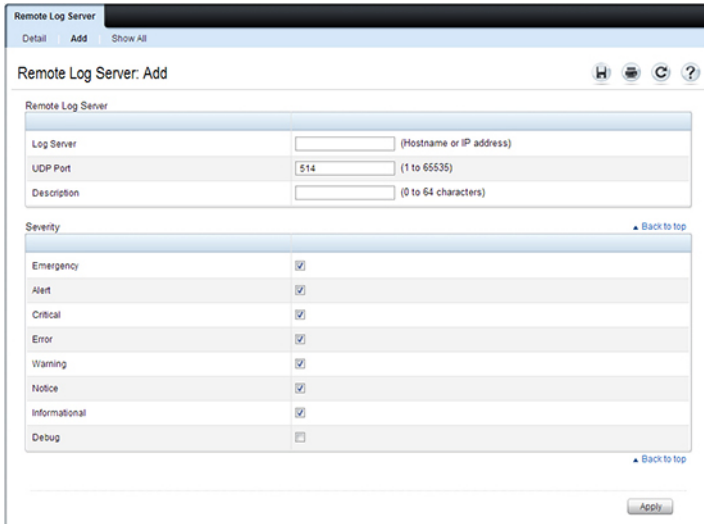 Remote Log Server
Detail Add Show All
Remote Log Server: Add
?
Remote Log Server
Log Server (Hostname or IP address)
UDP Port 514 (1 to 65535)
Description (0 to 64 characters)
Severity ▲ Back to top
Emergency
Alert
Critical
Error
Warning
Notice
Informational
Debug
▲ Back to top
Apply